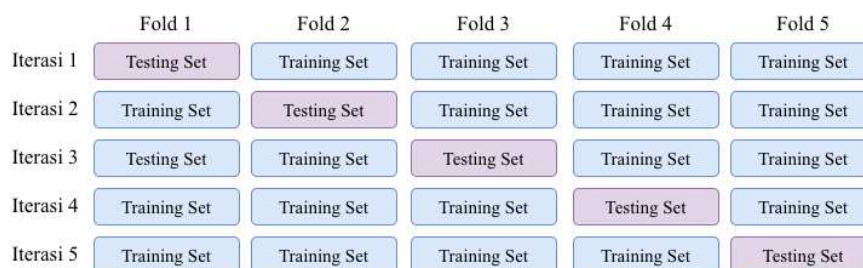 Fold 1 Fold 2 Fold 3 Fold 4 Fold 5
Iterasi 1 Testing Set Training Set Training Set Training Set Training Set
Iterasi 2 Training Set Testing Set Training Set Training Set Training Set
Iterasi 3 Testing Set Training Set Testing Set Training Set Training Set
Iterasi 4 Training Set Training Set Training Set Testing Set Training Set
Iterasi 5 Training Set Training Set Training Set Training Set Testing Set